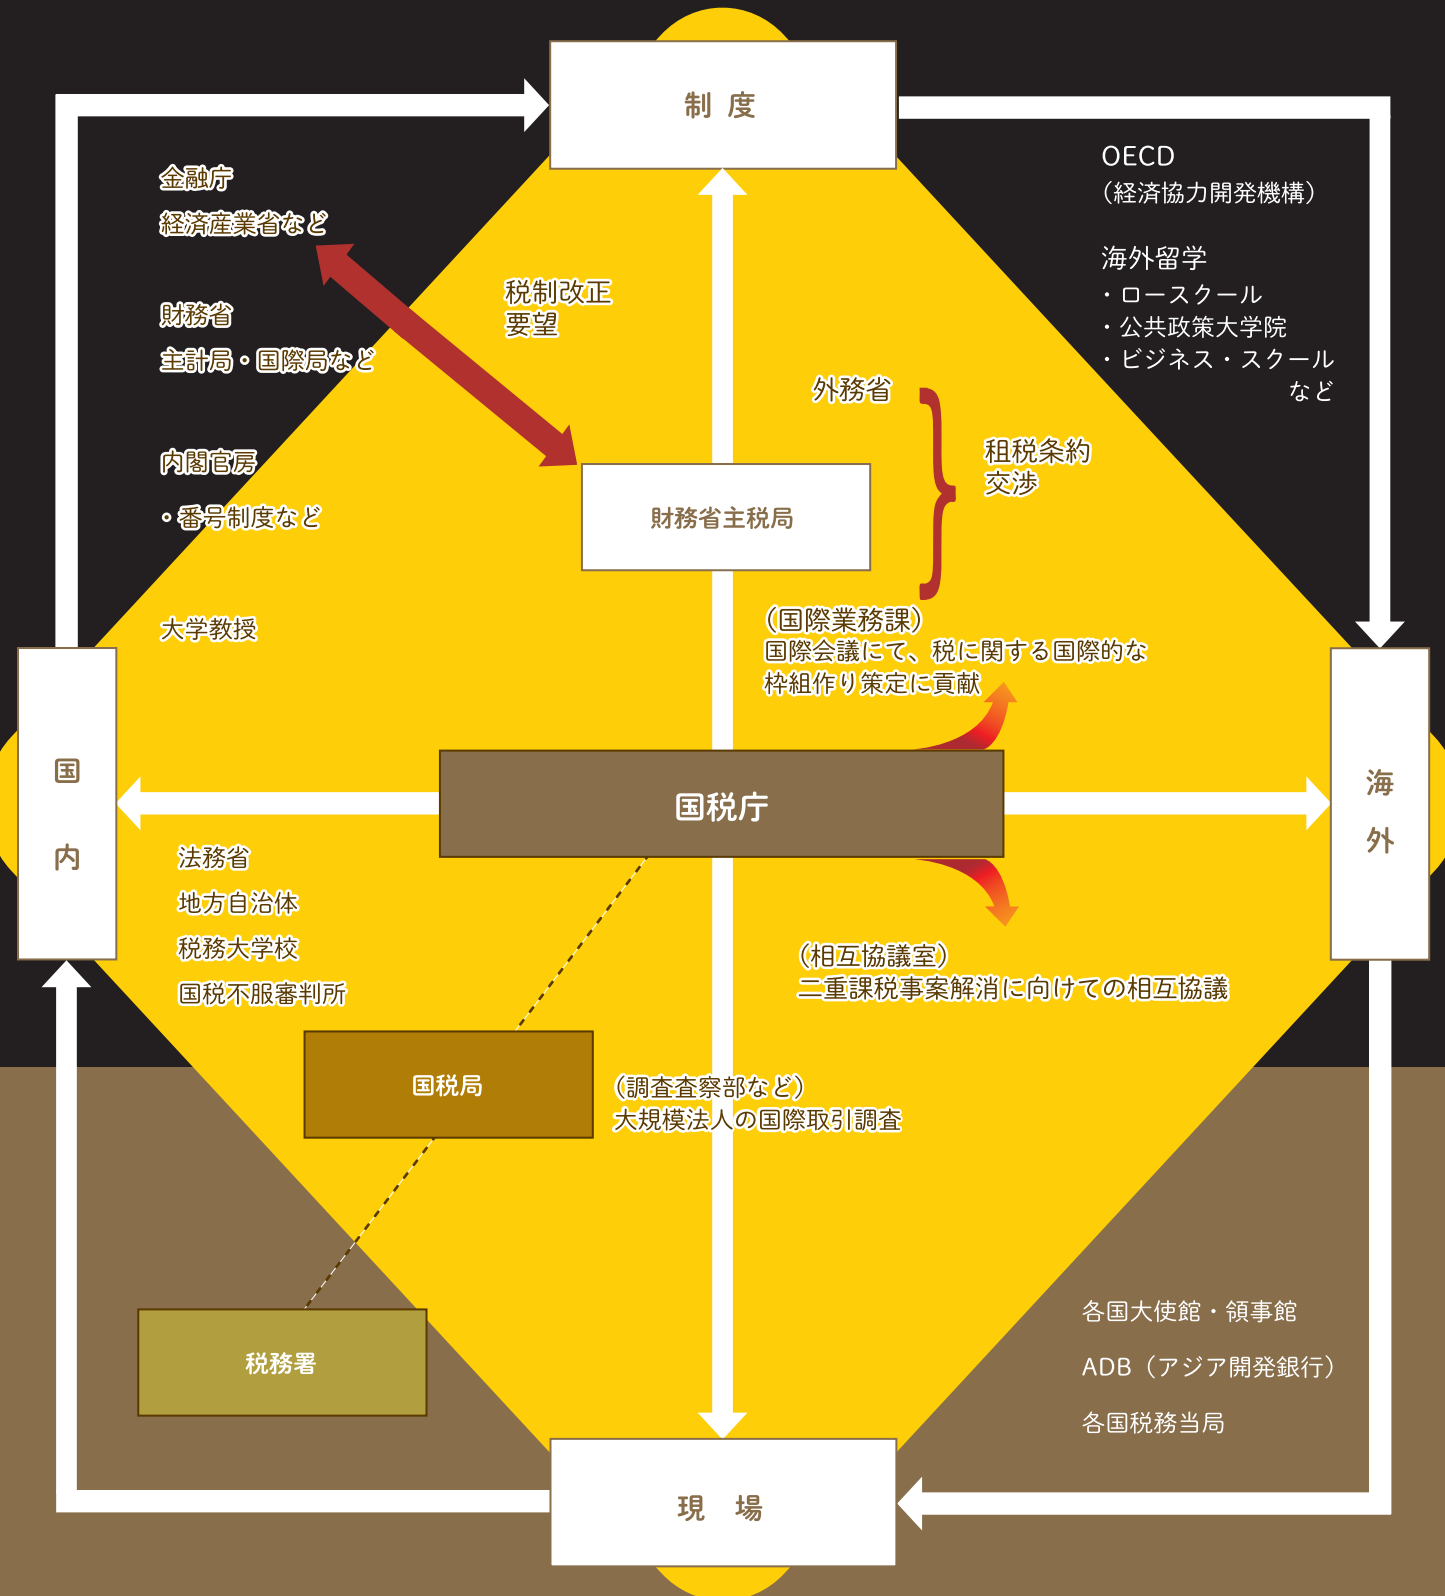 制 度
金融庁
経済産業省など
財務省
主計局・国際局など
内閣官房
・番号制度など
大学教授
税制改正
要望
OECD
（経済協力開発機構）
海外留学
・ロースクール
・公共政策大学院
・ビジネス・スクール
など
外務省
租税条約
交渉
財務省主税局
（国際業務課）
国際会議にて、税に関する国際的な
枠組作り策定に貢献
国内
国税庁
海外
法務省
地方自治体
税務大学校
国税不服審判所
（相互協議室）
二重課税事案解消に向けての相互協議
国税局
（調査査察部など）
大規模法人の国際取引調査
税務署
各国大使館・領事館
ADB（アジア開発銀行）
各国税務当局
現 場